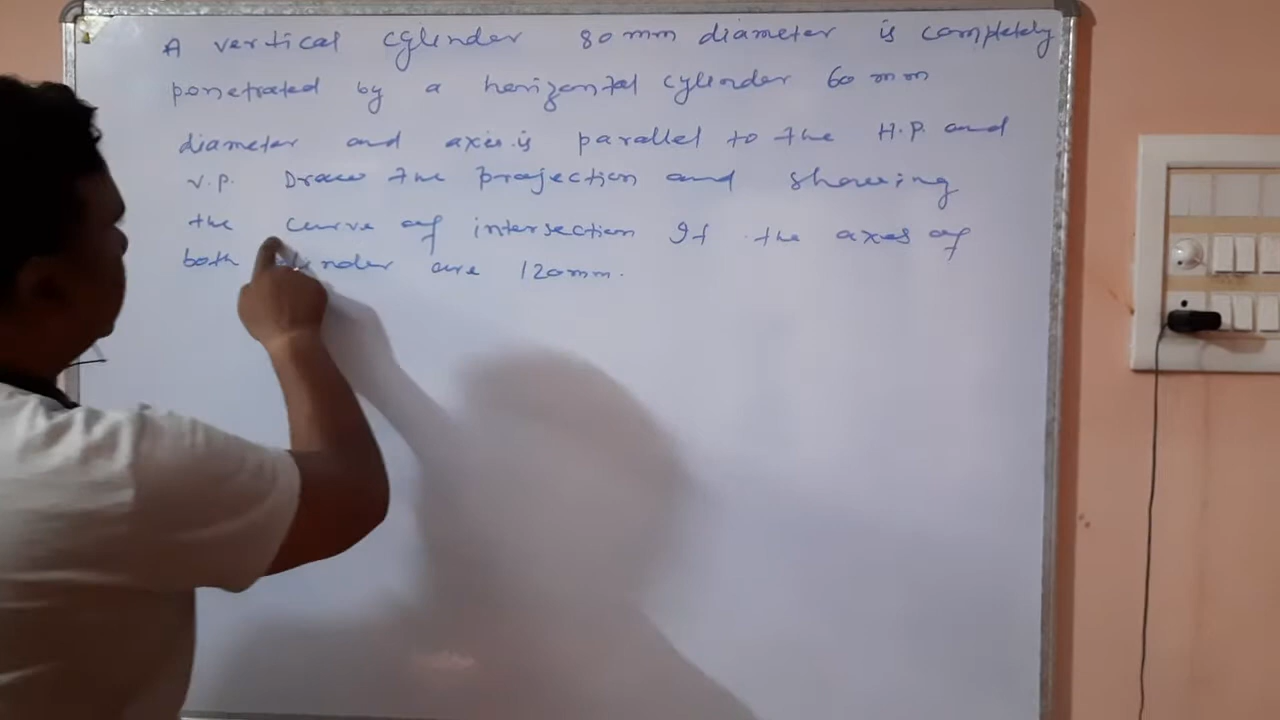 A vertical cylinder 80 mm diameter is completely
penetrated by a horizontal cylinder 60 mm
diameter and axis is parallel to the H.P. and
V.P. Draw the projection and showing
the curve of intersection If the axes of
both are 120mm.